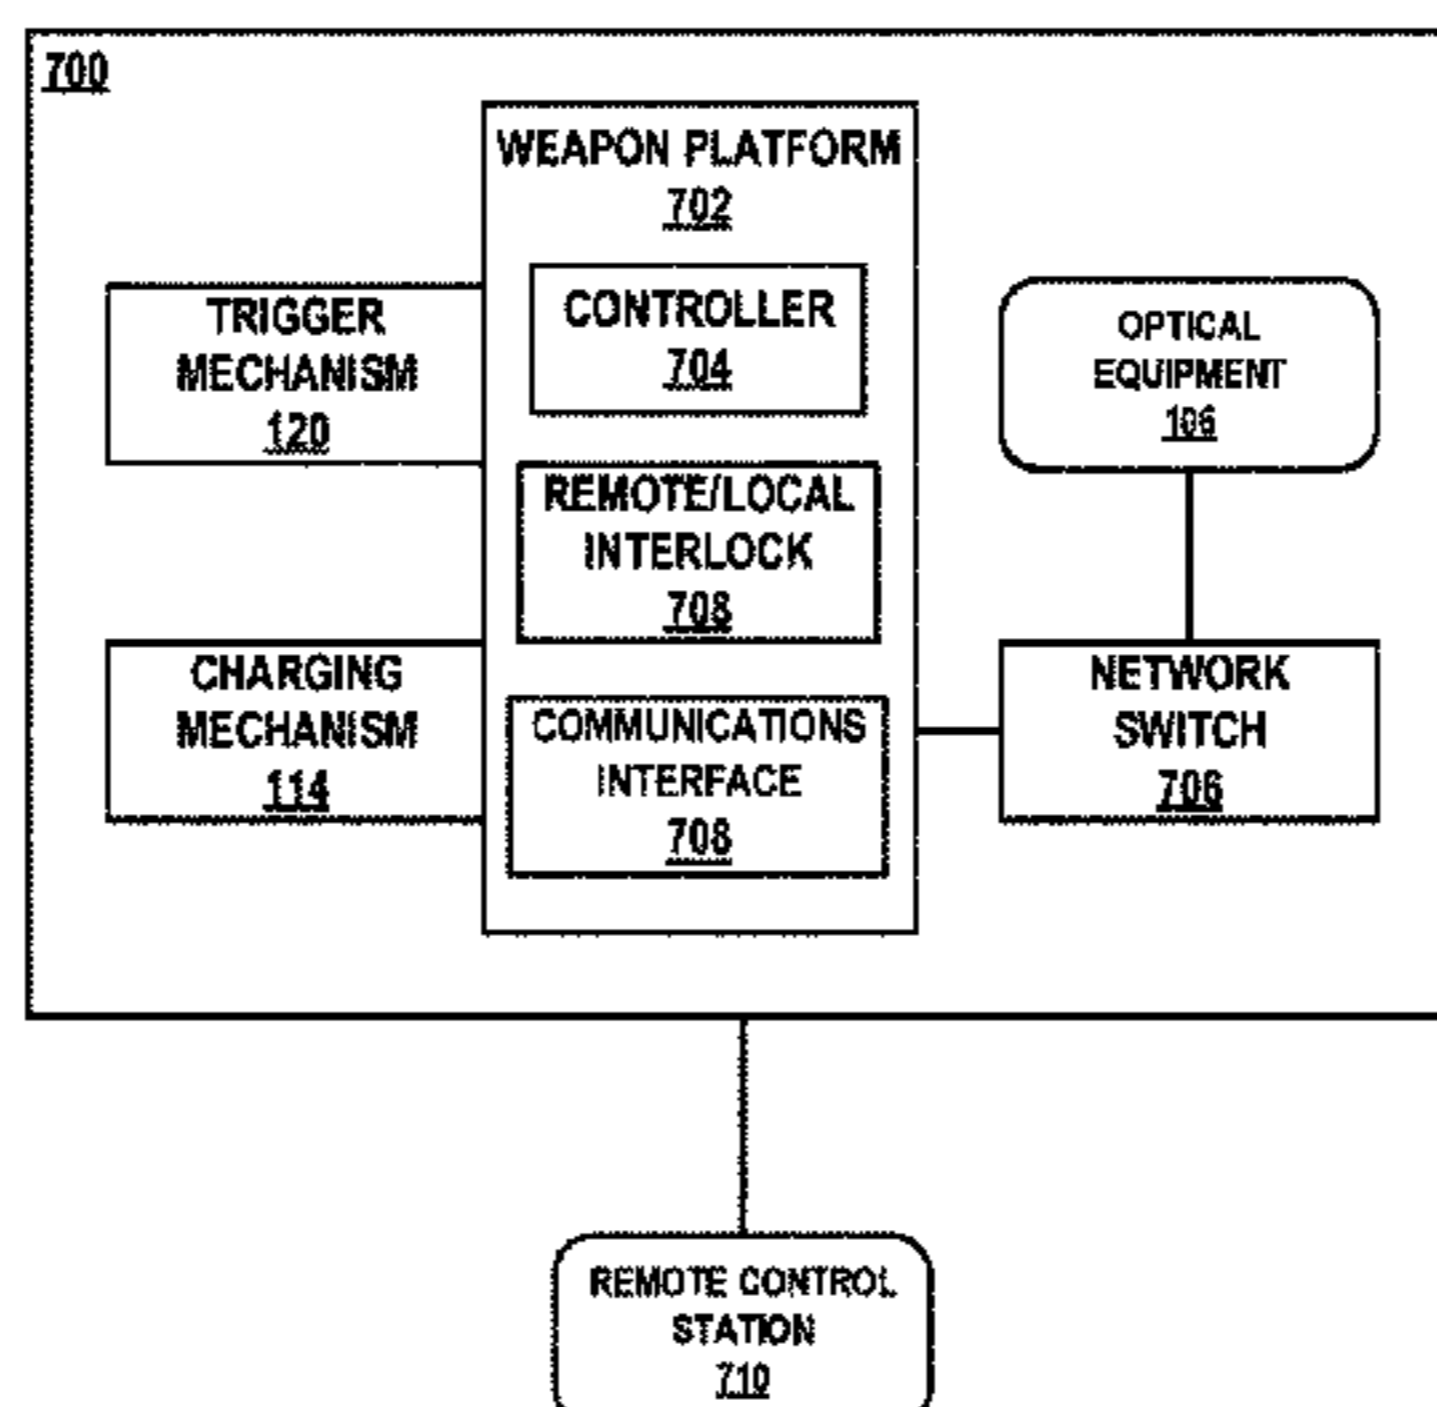 700
WEAPON PLATFORM
702
CONTROLLER
704
REMOTE/LOCAL
INTERLOCK
708
COMMUNICATIONS
INTERFACE
708
TRIGGER
MECHANISM
120
CHARGING
MECHANISM
114
OPTICAL
EQUIPMENT
106
NETWORK
SWITCH
706
REMOTE CONTROL
STATION
710